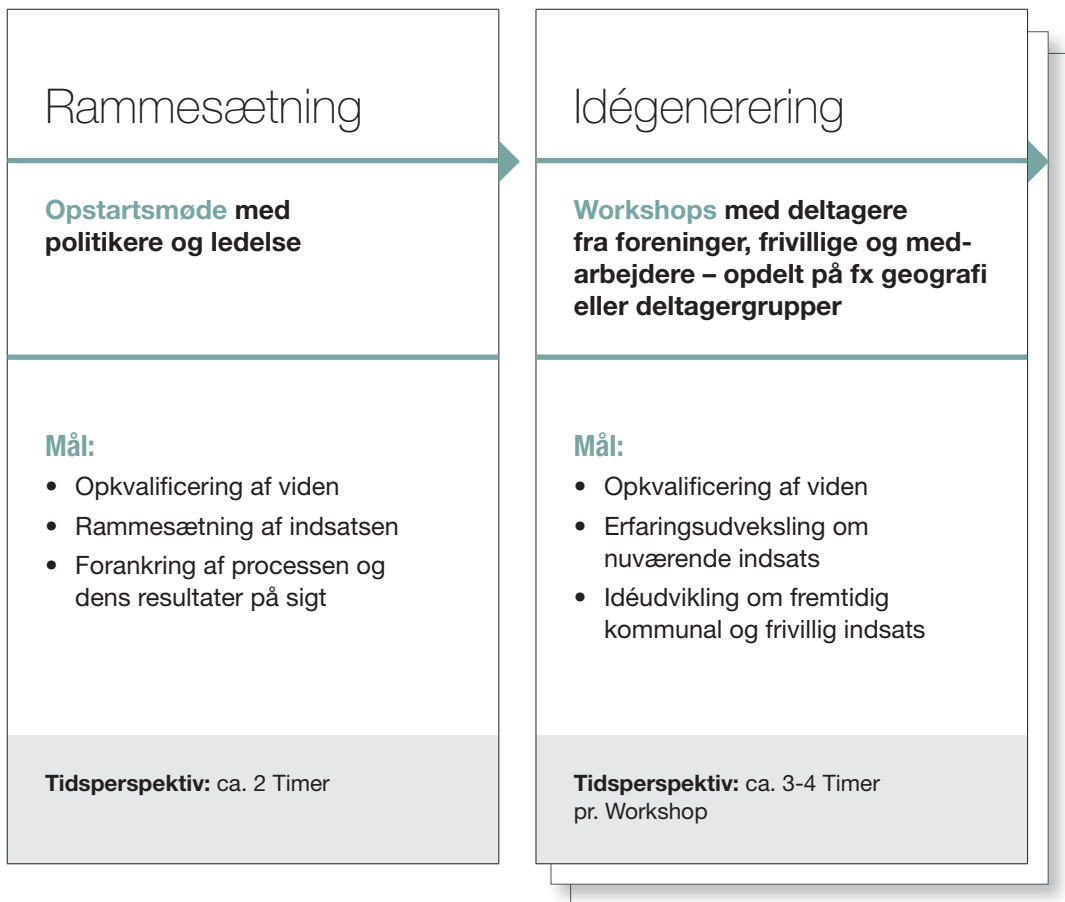 Rammesætning
Opstartsmøde med
politikere og ledelse
Mål:
• Opkvalificering af viden
• Rammesætning af indsatsen
• Forankring af processen og
dens resultater på sigt
Tidsperspektiv: ca. 2 Timer
Idégenerering
Workshops med deltagere
fra foreninger, frivillige og med-
arbejdere – opdelt på fx geografi
eller deltagergrupper
Mål:
• Opkvalificering af viden
• Erfaringsudveksling om
nuværende indsats
• Idéudvikling om fremtidig
kommunal og frivillig indsats
Tidsperspektiv: ca. 3-4 Timer
pr. Workshop